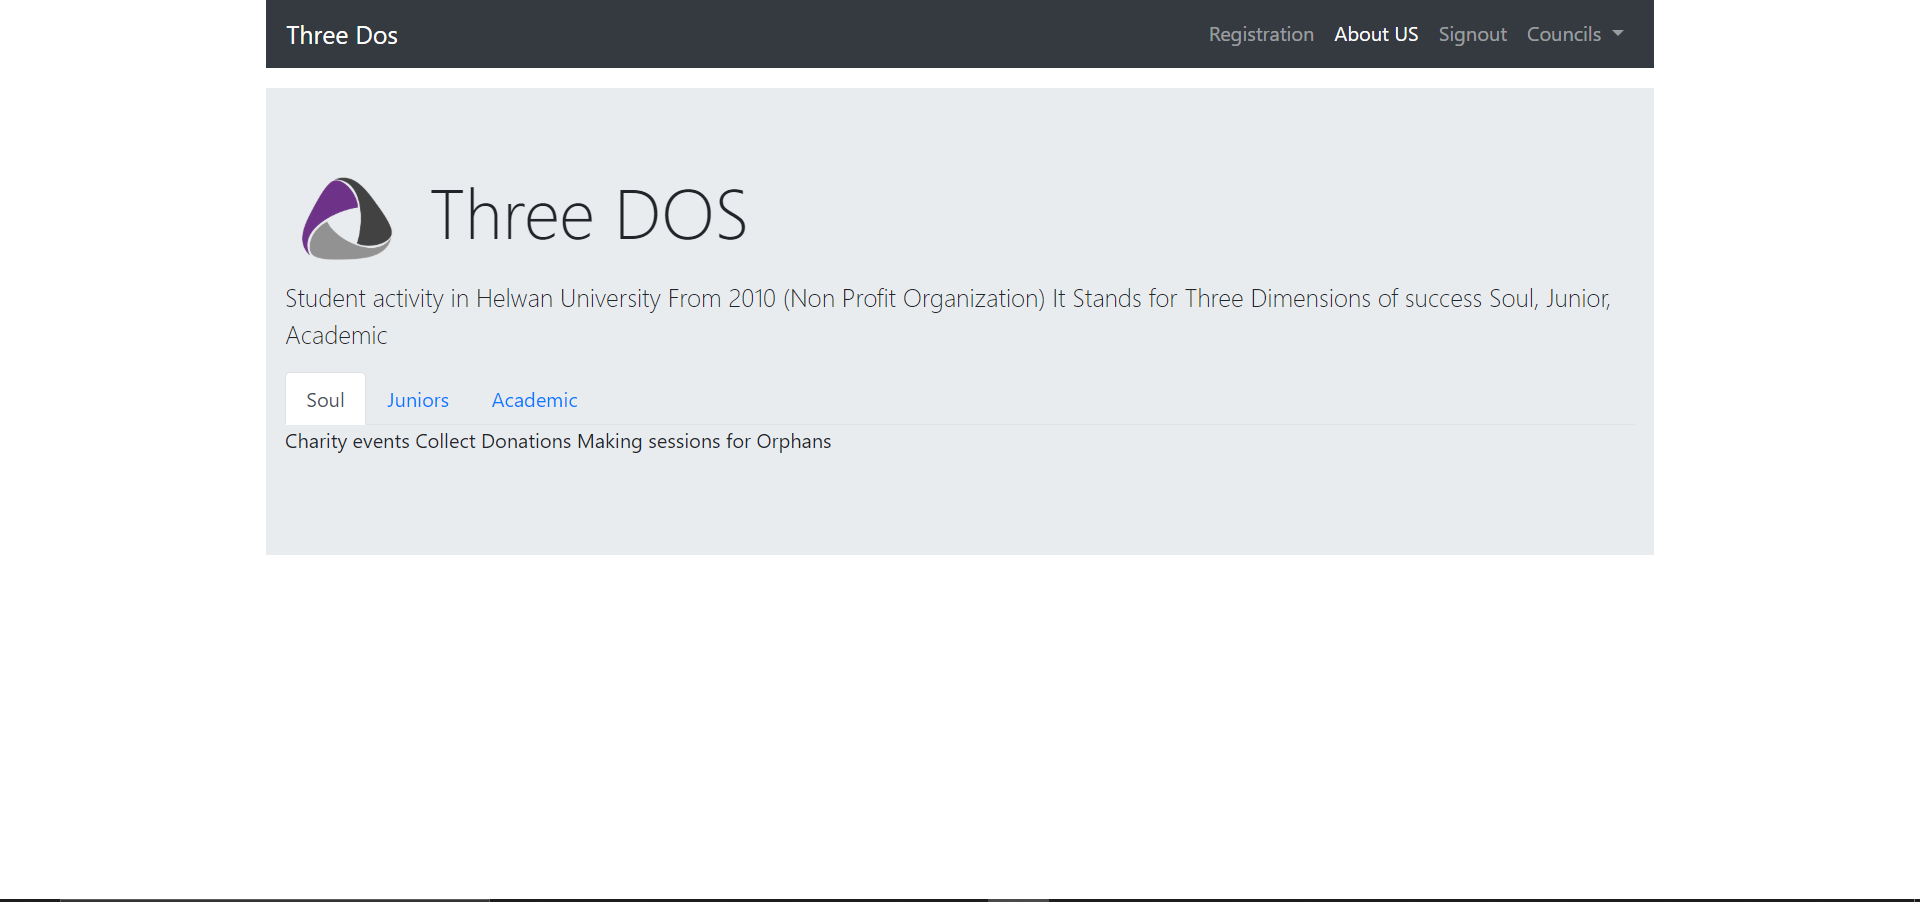 Three Dos
Registration About US Signout Councils
Three DOS
Student activity in Helwan University From 2010 (Non Profit Organization) It Stands for Three Dimensions of success Soul, Junior,
Academic
Soul Juniors Academic
Charity events Collect Donations Making sessions for Orphans